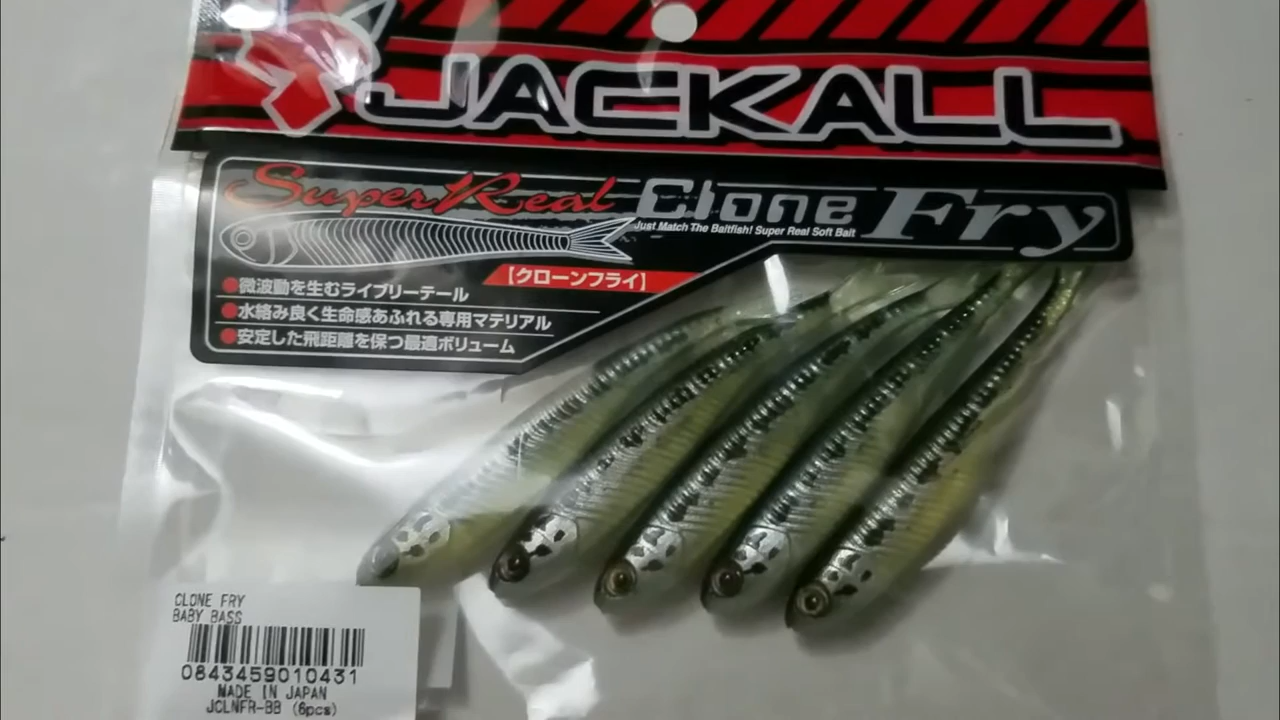 JACKALL
Super Real Clone Fry
Just Match The Baitfish! Super Real Soft Bait
【クローンフライ】
●微波動を生むライブリーテール
●水絡み良く生命感あふれる専用マテリアル
●安定した飛距離を保つ最適ボリューム
CLONE FRY
BABY BASS
0843459010431
MADE IN JAPAN
JCLNFR-BB (6pcs)